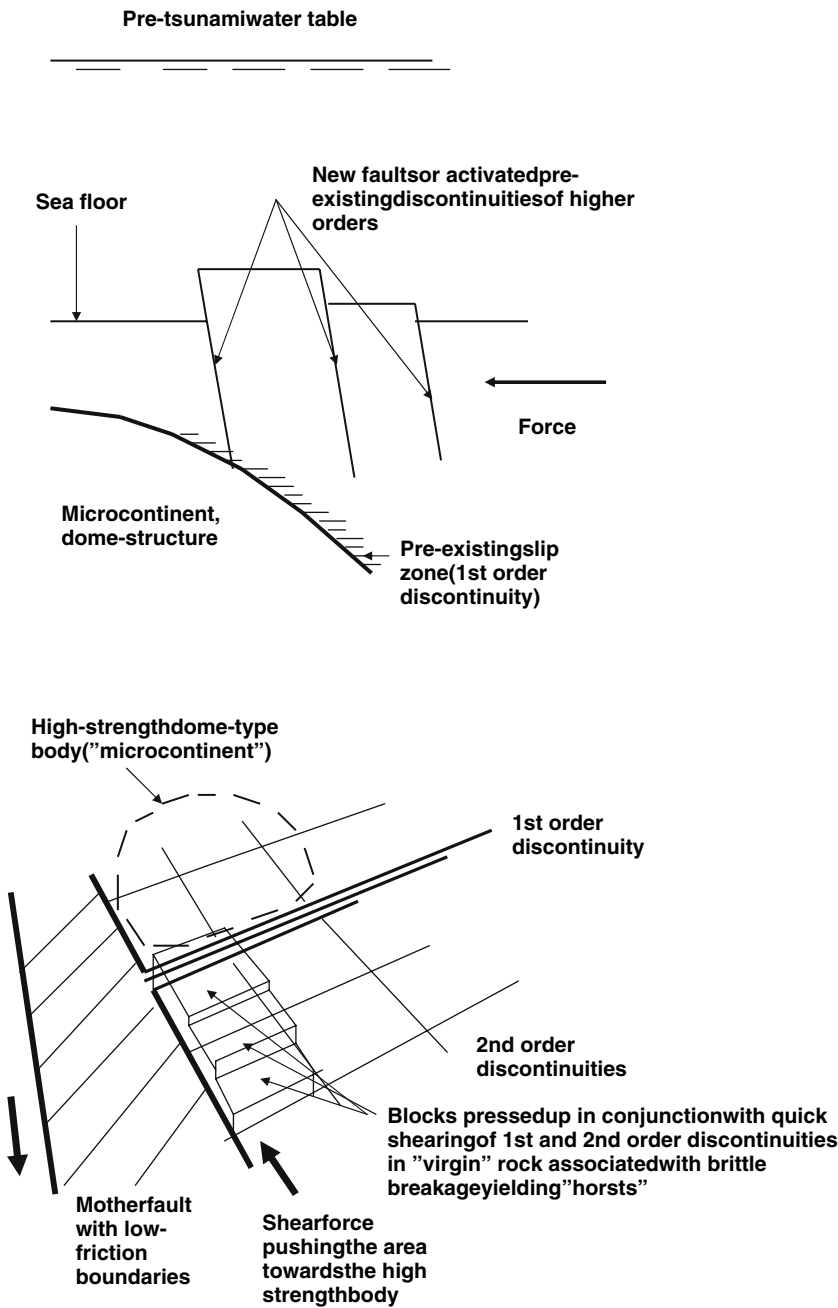 Pre-tsunamiwater table
New faultsor activatedpre-
existingdiscontinuitiesof higher
orders
Sea floor
Force
Microcontinent,
dome-structure
Pre-existingslip
zone(1st order
discontinuity)
High-strengthdome-type
body(”microcontinent”)
1st order
discontinuity
2nd order
discontinuities
Blocks pressedup in conjunctionwith quick
shearingof 1st and 2nd order discontinuities
in ”virgin” rock associatedwith brittle
breakageyielding”horsts”
Motherfault
with low-
friction
boundaries
Shearforce
pushingthe area
towardsthe high
strengthbody